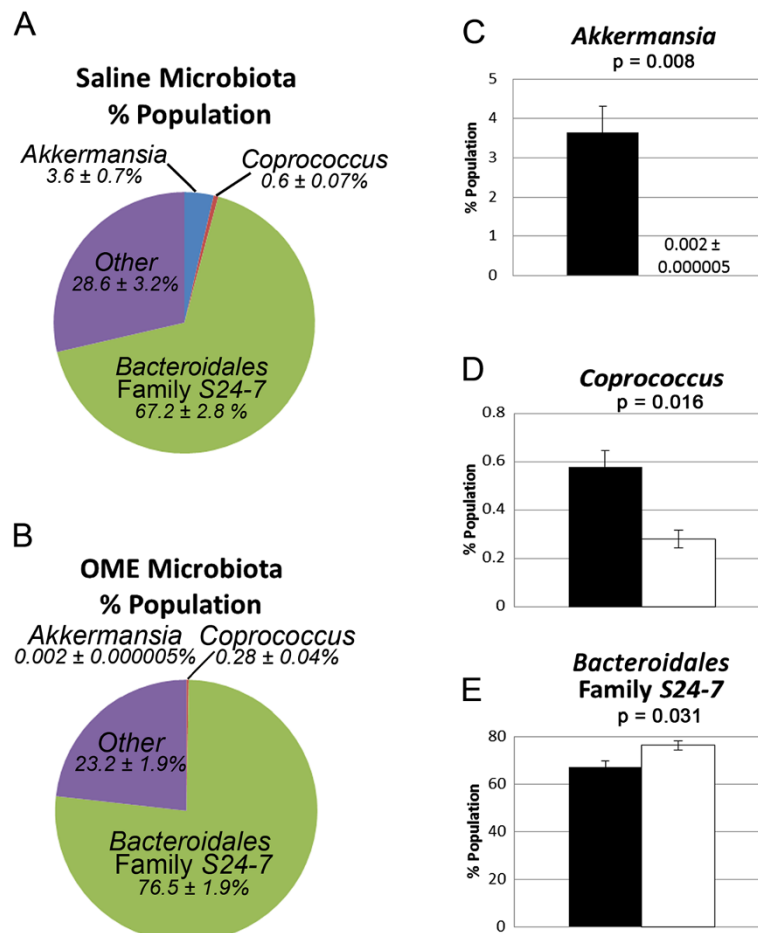 A
Saline Microbiota
% Population
Akkermansia
3.6 ± 0.7%
Coprococcus
0.6 ± 0.07%
Other
28.6 ± 3.2%
Bacteroidales
Family S24-7
67.2 ± 2.8 %
B
OME Microbiota
% Population
Akkermansia
0.002 ± 0.000005%
Coprococcus
0.28 ± 0.04%
Other
23.2 ± 1.9%
Bacteroidales
Family S24-7
76.5 ± 1.9%
C
Akkermansia
p = 0.008
% Population
5
4
3
2
1
0
0.002 ±
0.000005
D
Coprococcus
p = 0.016
% Population
0.8
0.6
0.4
0.2
0
E
Bacteroidales
Family S24-7
p = 0.031
% Population
80
60
40
20
0